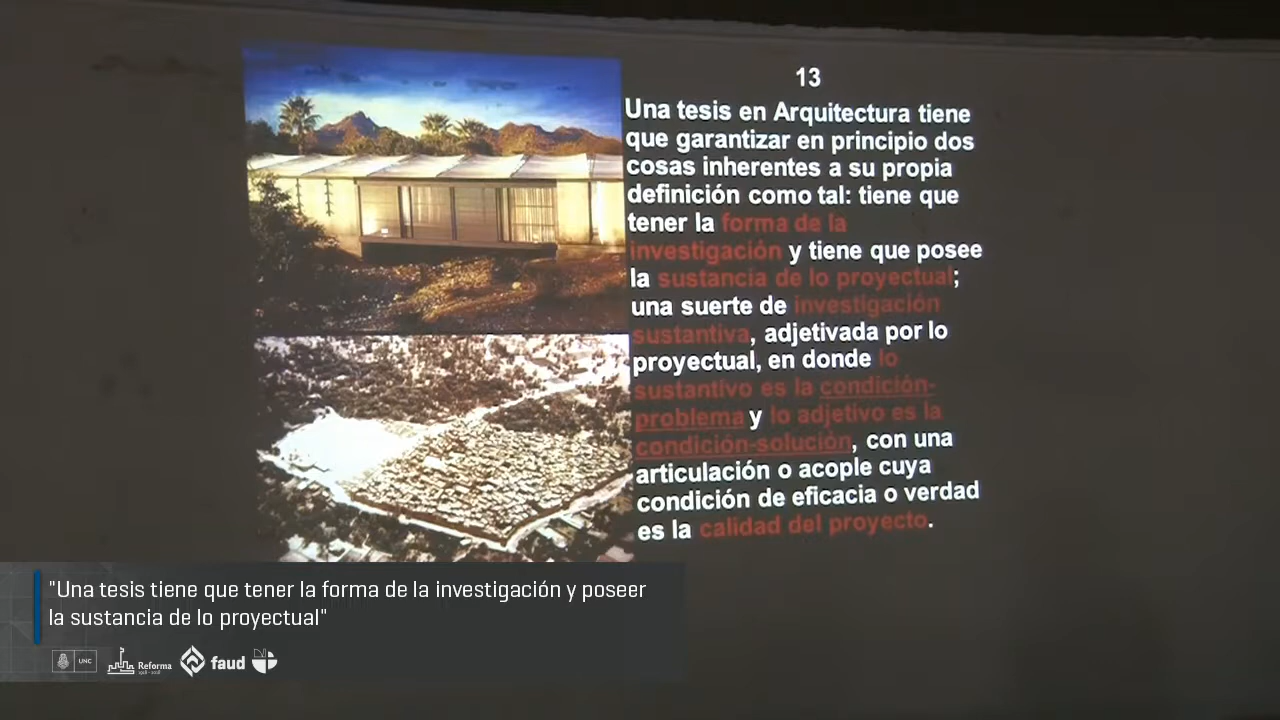 13
Una tesis en Arquitectura tiene
que garantizar en principio dos
cosas inherentes a su propia
definición como tal: tiene que
tener la forma de la
investigación y tiene que posee
la sustancia de lo proyectual;
una suerte de investigación
sustantiva, adjetivada por lo
proyectual, en donde lo
sustantivo es la condición-
problema y lo adjetivo es la
condición-solución, con una
articulación o acople cuya
condición de eficacia o verdad
es la calidad del proyecto.
"Una tesis tiene que tener la forma de la investigación y poseer
la sustancia de lo proyectual"
UNC
Reforma
faud